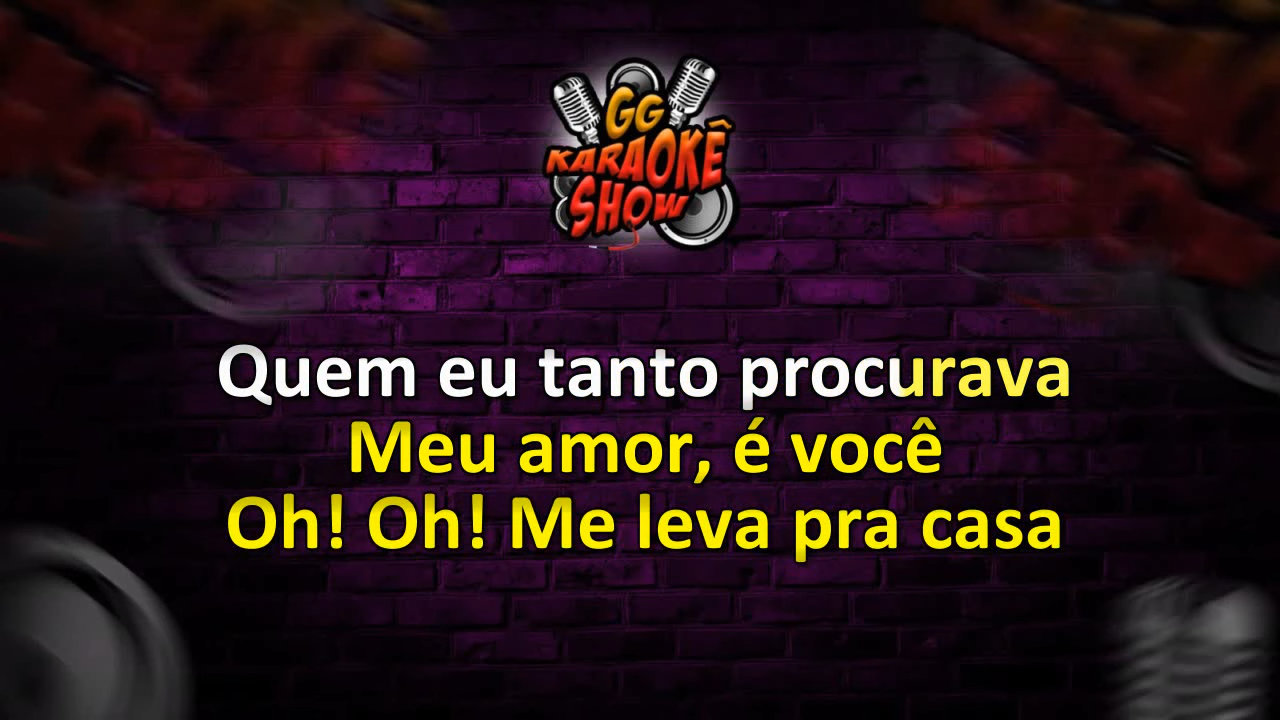 GG
KARAOKÊ
SHOW
Quem eu tanto procurava
Meu amor, é você
Oh! Oh! Me leva pra casa